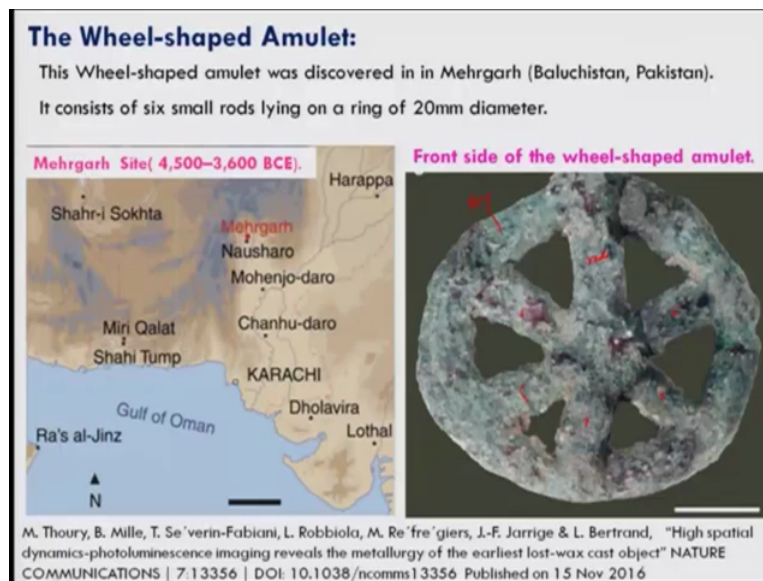 The Wheel-shaped Amulet:
This Wheel-shaped amulet was discovered in in Mehrgarh (Baluchistan, Pakistan).
It consists of six small rods lying on a ring of 20mm diameter.
Mehrgarh Site( 4,500–3,600 BCE).
Harappa
Shahr-i Sokhta
Mehrgarh
Nausharo
Mohenjo-daro
Miri Qalat
Chanhu-daro
Shahi Tump
KARACHI
Gulf of Oman
Dholavira
Ra's al-Jinz
Lothal
N
Front side of the wheel-shaped amulet.
M. Thoury, B. Mille, T. Se´verin-Fabiani, L. Robbiola, M. Re´fre´giers, J.-F. Jarrige & L. Bertrand, “High spatial
dynamics-photoluminescence imaging reveals the metallurgy of the earliest lost-wax cast object” NATURE
COMMUNICATIONS | 7:13356 | DOI: 10.1038/ncomms13356 Published on 15 Nov 2016